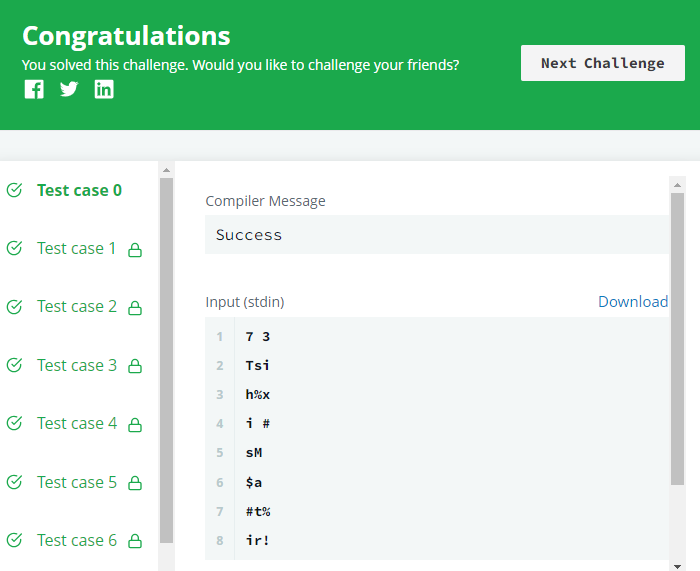 Congratulations
You solved this challenge. Would you like to challenge your friends?
Next Challenge
Test case 0
Test case 1
Test case 2
Test case 3
Test case 4
Test case 5
Test case 6
Compiler Message
Success
Input (stdin)
Download
1 7 3
2 Tsi
3 h%x
4 i #
5 sM
6 $a
7 #t%
8 ir!